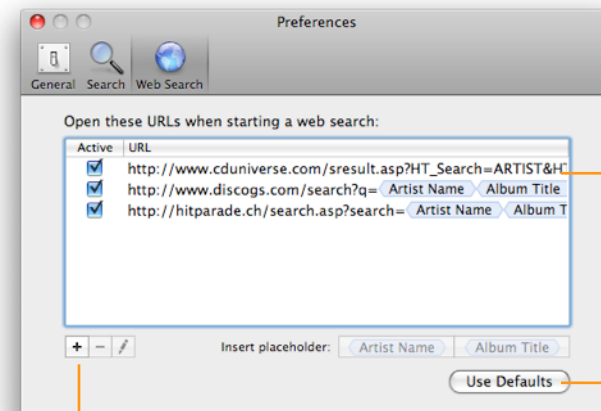 Preferences
General Search Web Search
Open these URLs when starting a web search:
Active URL
http://www.cduniverse.com/sresult.asp?HT_Search=ARTIST&HT
http://www.discogs.com/search?q= Artist Name Album Title
http://hitparade.ch/search.asp?search= Artist Name Album T
+ − Insert placeholder: Artist Name Album Title
Use Defaults